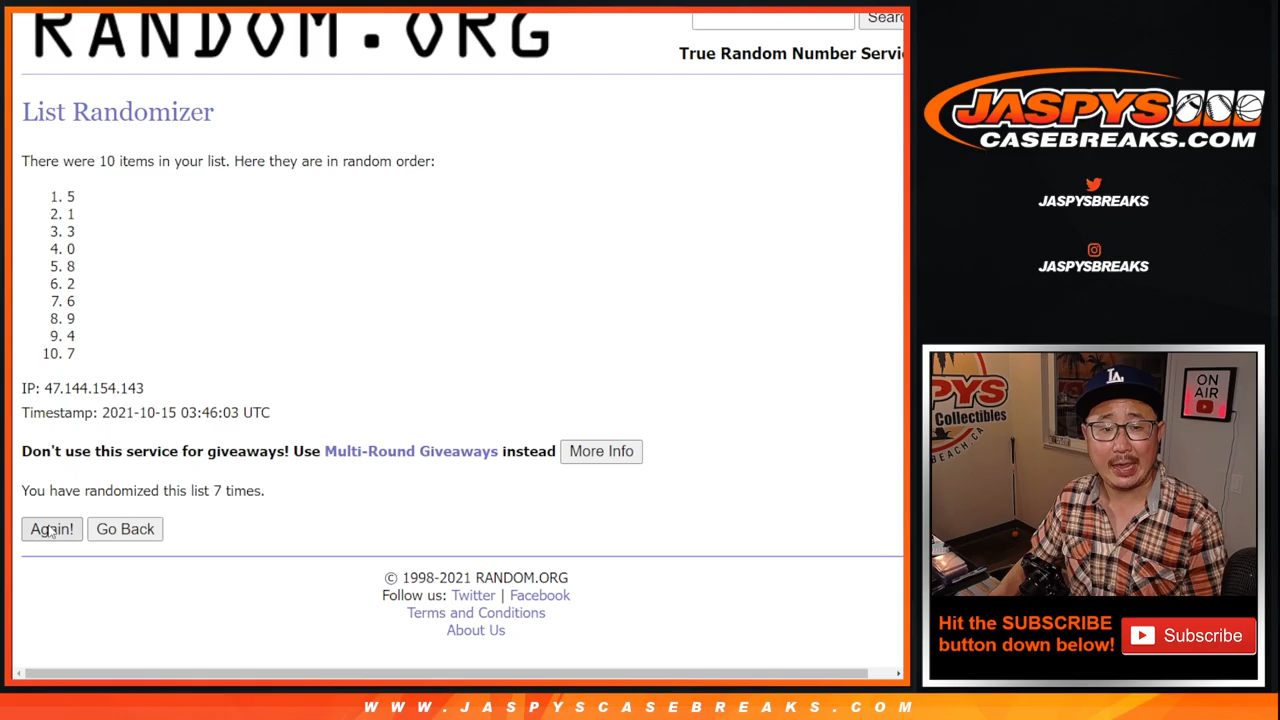 RANDOM.ORG
Searc
True Random Number Servi
List Randomizer
There were 10 items in your list. Here they are in random order:
1. 5
2. 1
3. 3
4. 0
5. 8
6. 2
7. 6
8. 9
9. 4
10. 7
IP: 47.144.154.143
Timestamp: 2021-10-15 03:46:03 UTC
Don't use this service for giveaways! Use Multi-Round Giveaways instead More Info
You have randomized this list 7 times.
Again! Go Back
© 1998-2021 RANDOM.ORG
Follow us: Twitter | Facebook
Terms and Conditions
About Us
JASPYS
CASEBREAKS.COM
JASPYSBREAKS
JASPYSBREAKS
PYS
Collectibles
BEACH, CA
LA
ON
AIR
Hit the SUBSCRIBE
button down below!
Subscribe
WWW.JASPYSCASEBREAKS.COM